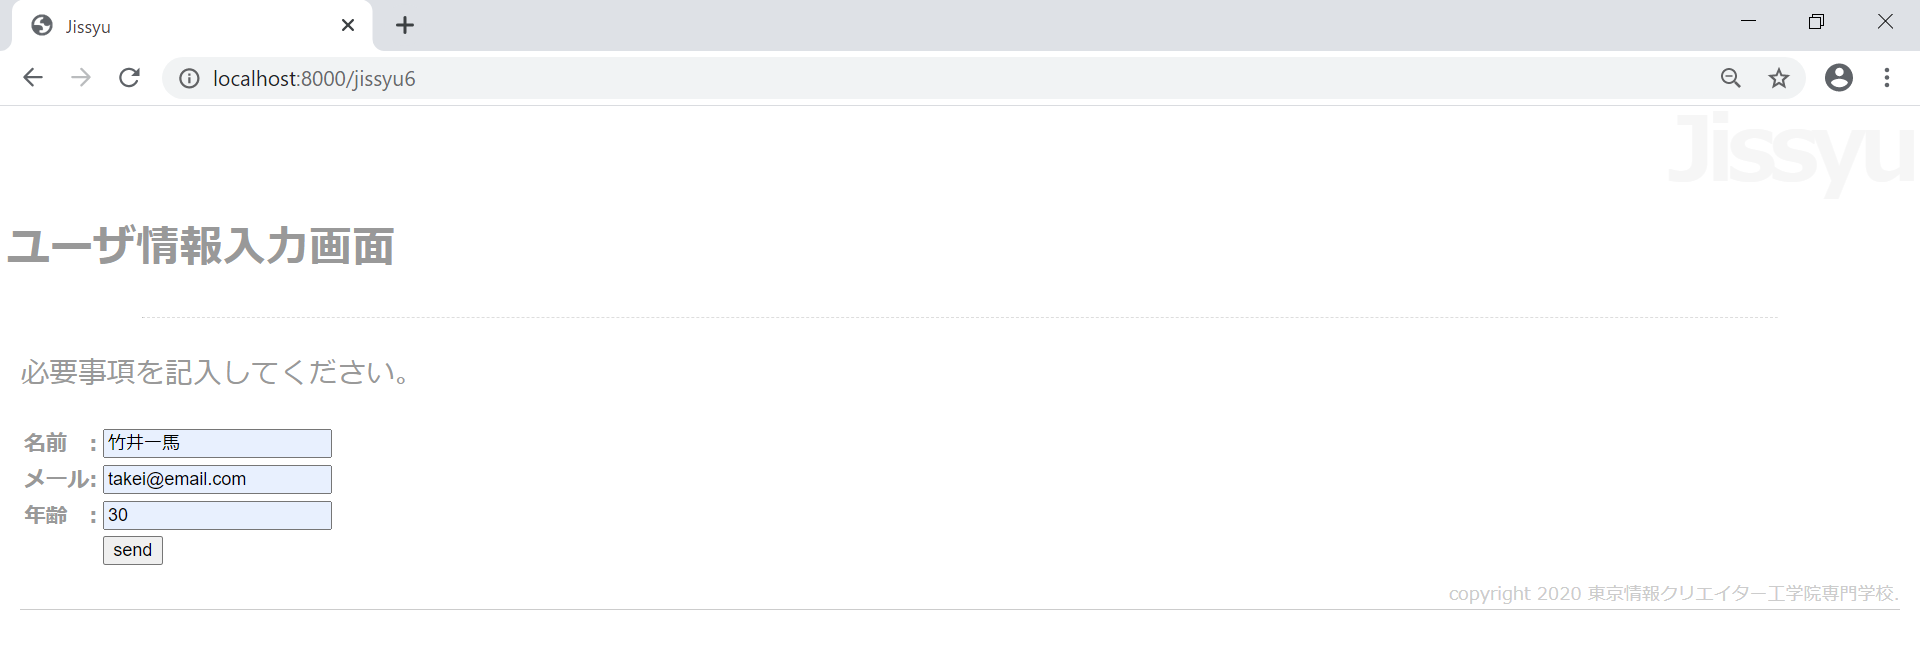 Jissyu
localhost:8000/jissyu6
Jissyu
ユーザ情報入力画面
必要事項を記入してください。
名前　: 竹井一馬
メール: takei@email.com
年齢　: 30
send
copyright 2020 東京情報クリエイター工学院専門学校.